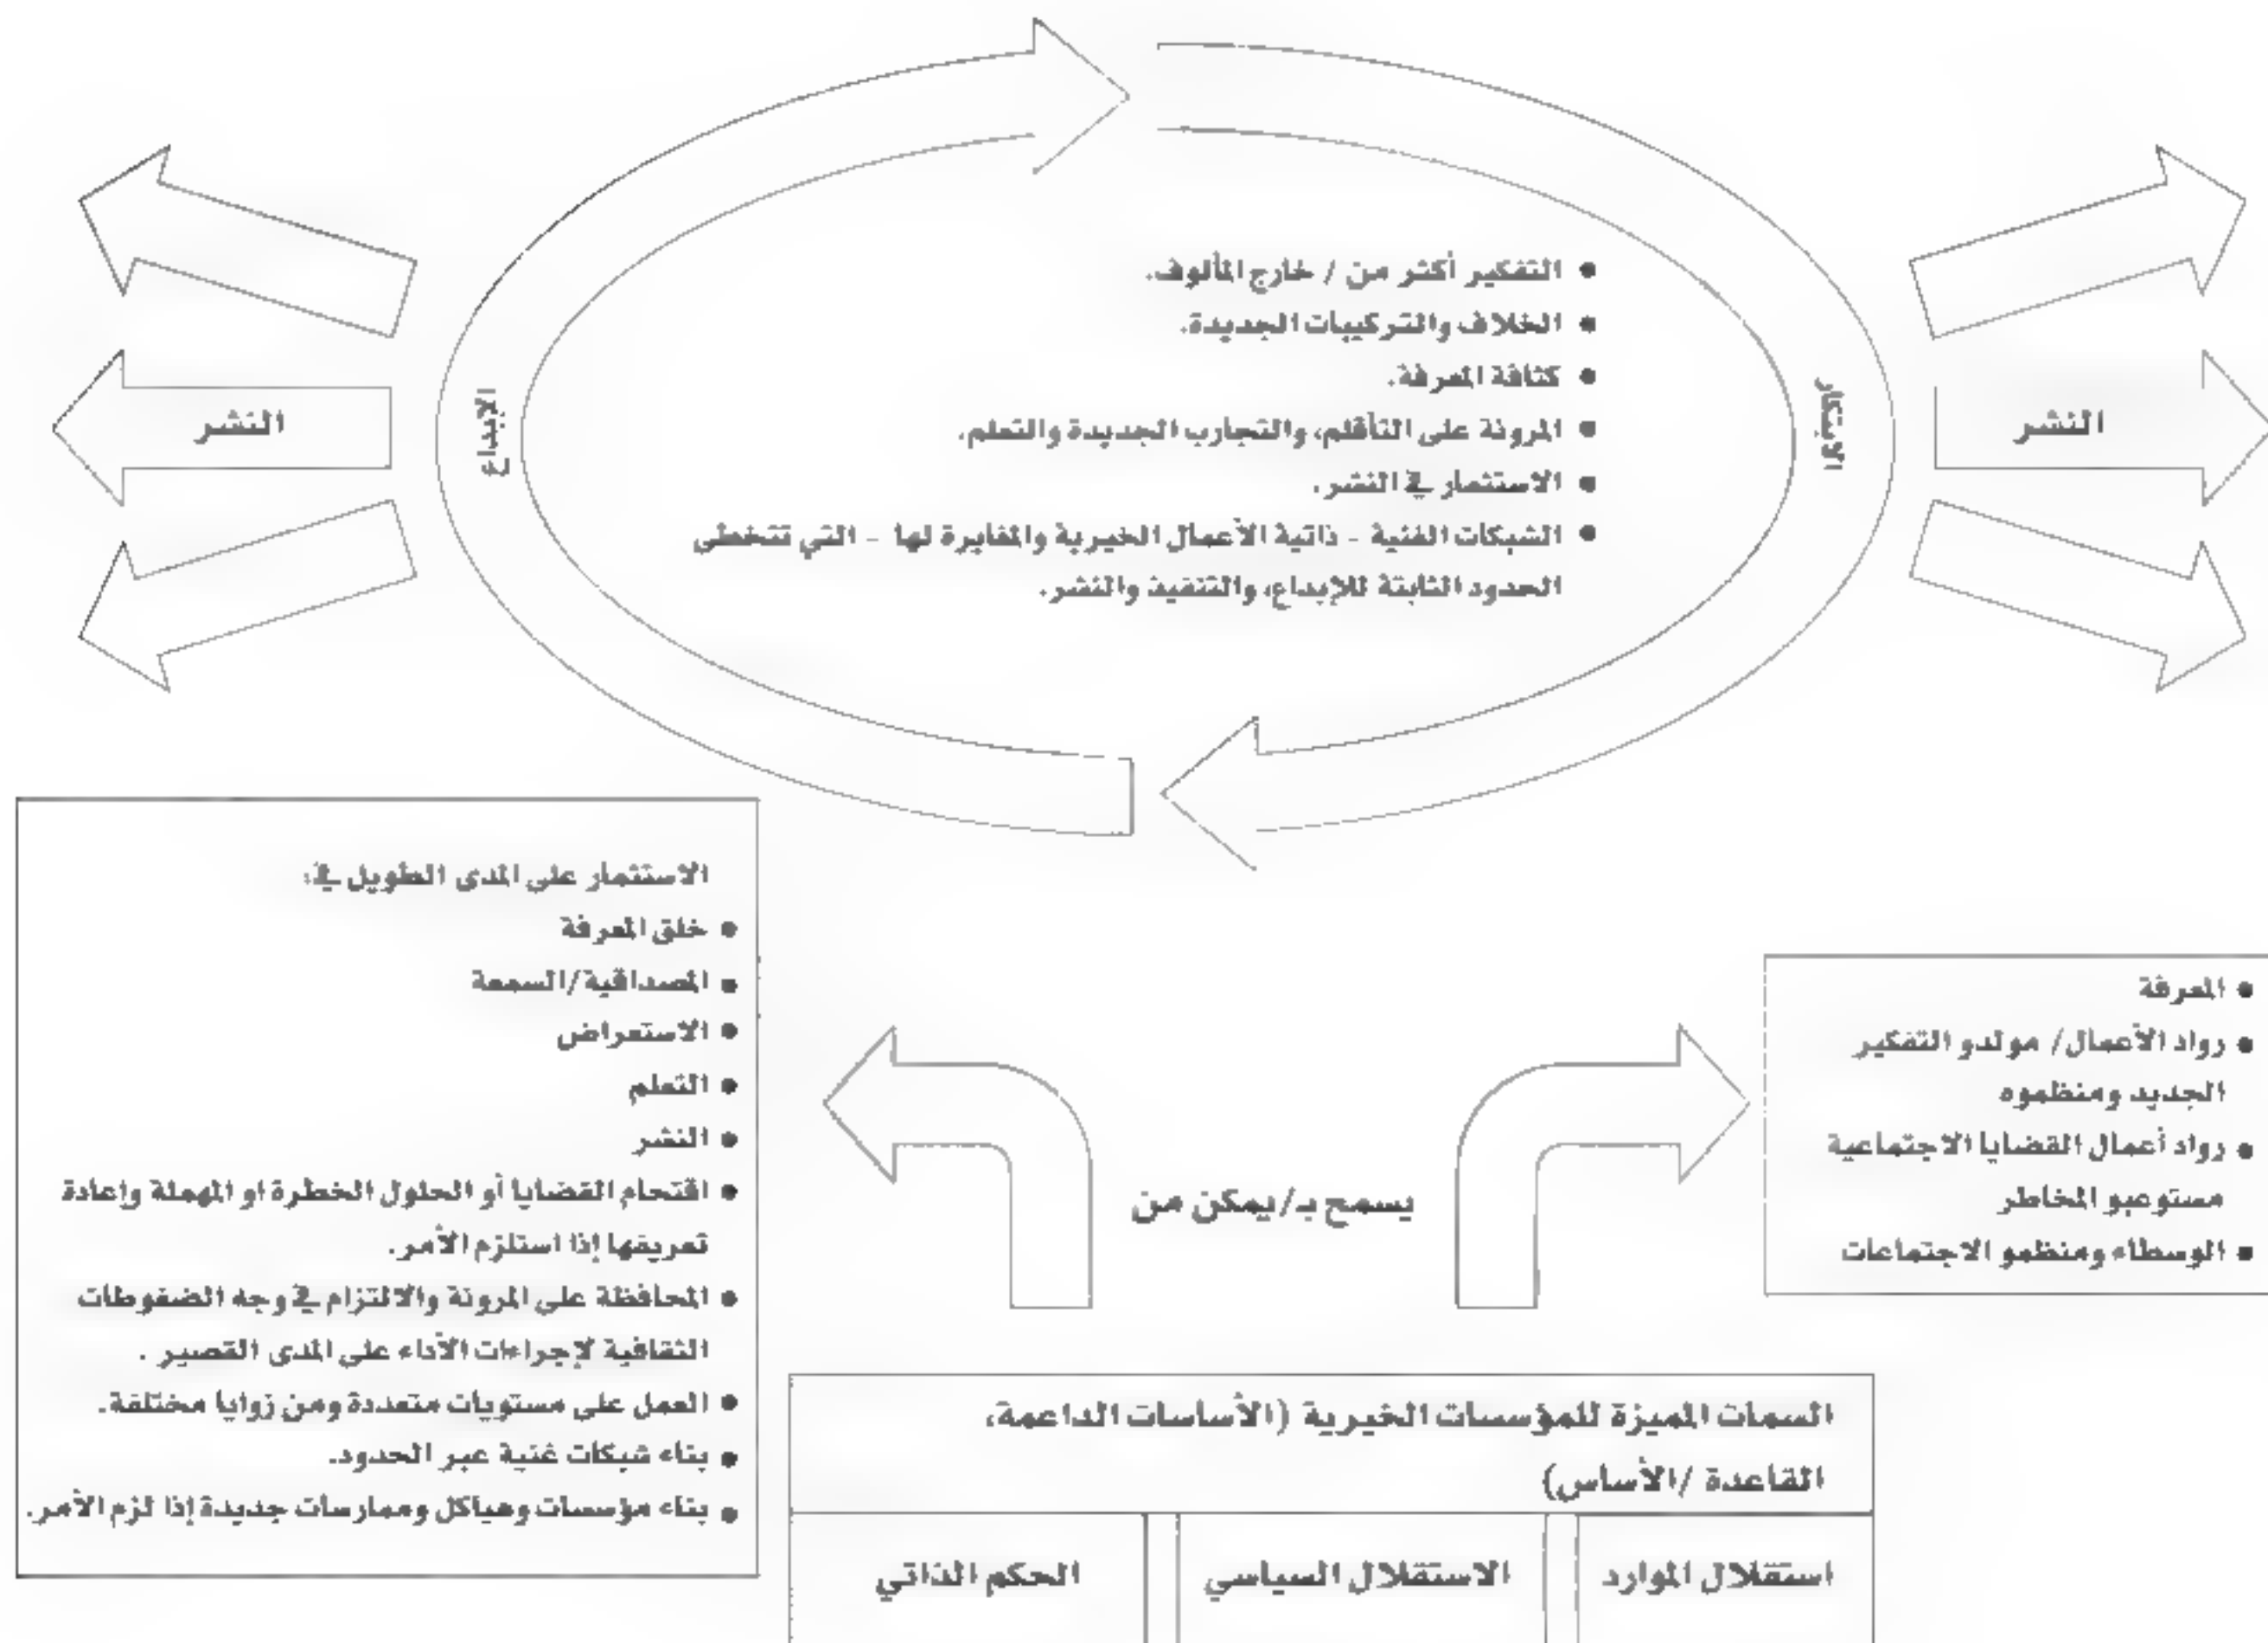 • التفكير أكثر من / خارج المألوف.
• الخلاف والتركيبات الجديدة.
• كثافة المعرفة.
• المرونة على التأقلم، والتجارب الجديدة والتعلم.
• الاستثمار في النشر.
• الشبكات الغنية - ذاتية الأعمال الخيرية والمغايرة لها - التي تتخطى
الحدود الثابتة للإبداع، والتنفيذ والنشر.
الابتكار
الإبداع
النشر
النشر
• المعرفة
• رواد الأعمال/ مولدو التفكير
الجديد ومنظموه
• رواد أعمال القضايا الاجتماعية
مستوعبو المخاطر
• الوسطاء ومنظمو الاجتماعات
يسمح بـ/ يمكن من
الاستثمار على المدى الطويل في:
• خلق المعرفة
• المصداقية/السمعة
• الاستعراض
• التعلم
• النشر
• اقتحام القضايا أو الحلول الخطرة او المهملة وإعادة
تعريفها إذا استلزم الأمر.
• المحافظة على المرونة والالتزام في وجه الضغوطات
الثقافية لإجراءات الأداء على المدى القصير .
• العمل على مستويات متعددة ومن زوايا مختلفة.
• بناء شبكات غنية عبر الحدود.
• بناء مؤسسات وهياكل وممارسات جديدة إذا لزم الأمر.
السمات المميزة للمؤسسات الخيرية (الأساسات الداعمة،
القاعدة /الأساس)
استقلال الموارد
الاستقلال السياسي
الحكم الذاتي